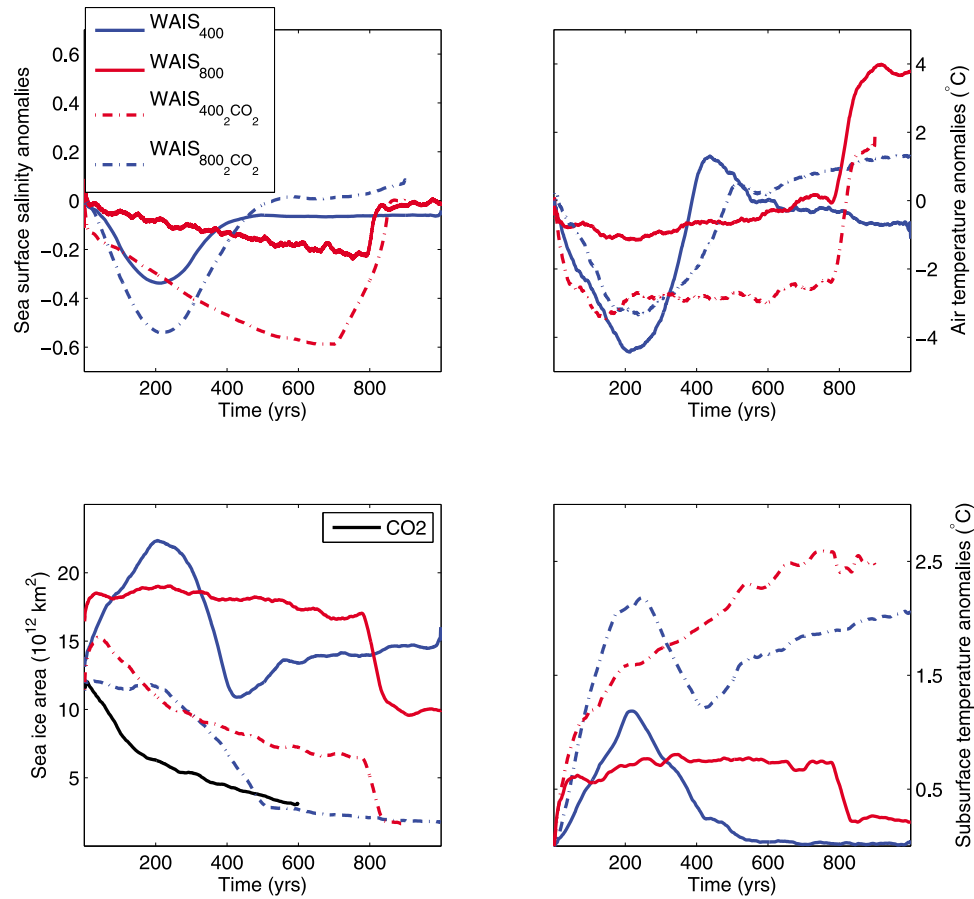 WAIS400
WAIS800
WAIS400_2CO2
WAIS800_2CO2
Sea surface salinity anomalies
0.6
0.4
0.2
0
−0.2
−0.4
−0.6
200 400 600 800
Time (yrs)
Air temperature anomalies (°C)
4
2
0
−2
−4
200 400 600 800
Time (yrs)
CO2
Sea ice area (10^12 km^2)
20
15
10
5
200 400 600 800
Time (yrs)
Subsurface temperature anomalies (°C)
2.5
1.5
0.5
200 400 600 800
Time (yrs)